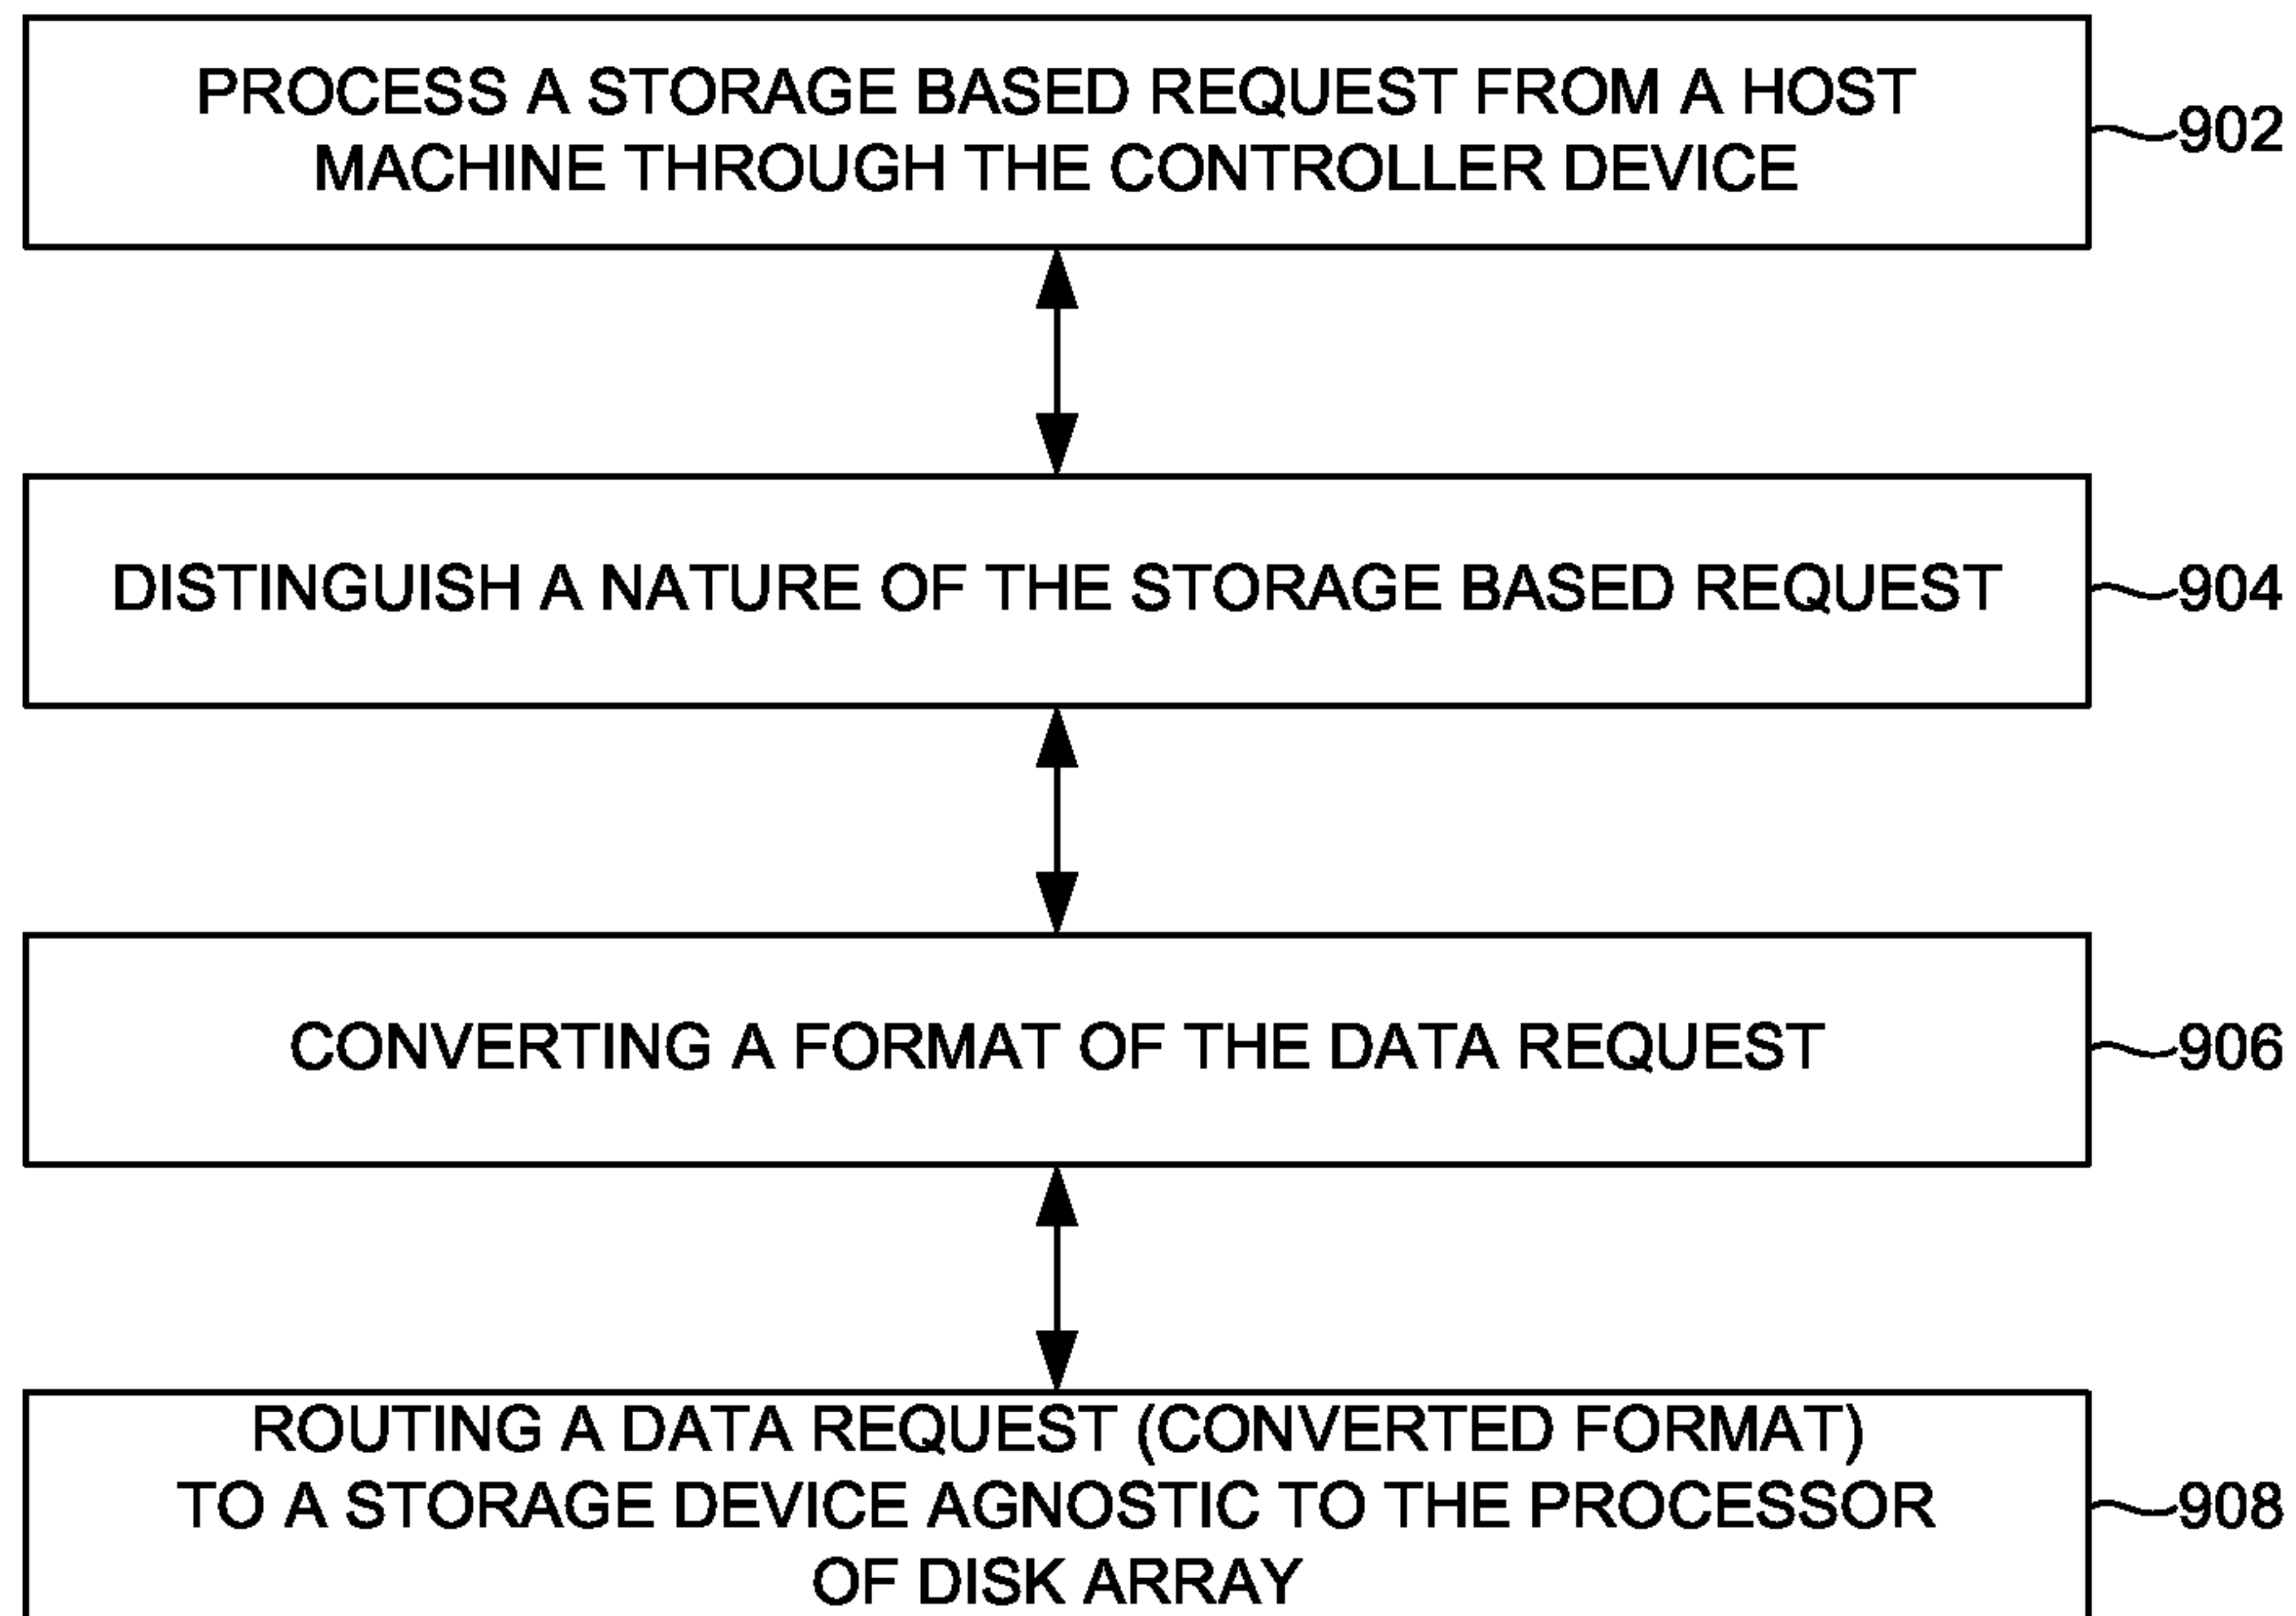 PROCESS A STORAGE BASED REQUEST FROM A HOST
MACHINE THROUGH THE CONTROLLER DEVICE
902
DISTINGUISH A NATURE OF THE STORAGE BASED REQUEST
904
CONVERTING A FORMAT OF THE DATA REQUEST
906
ROUTING A DATA REQUEST (CONVERTED FORMAT)
TO A STORAGE DEVICE AGNOSTIC TO THE PROCESSOR
OF DISK ARRAY
908